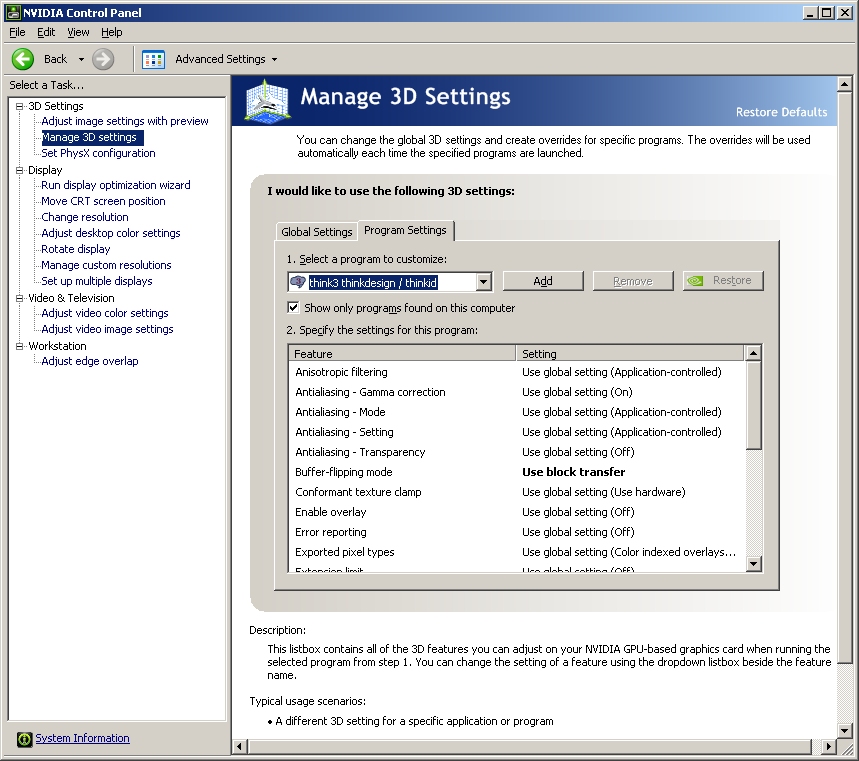 NVIDIA Control Panel
File Edit View Help
Back Advanced Settings
Select a Task...
3D Settings
Adjust image settings with preview
Manage 3D settings
Set PhysX configuration
Display
Run display optimization wizard
Move CRT screen position
Change resolution
Adjust desktop color settings
Rotate display
Manage custom resolutions
Set up multiple displays
Video & Television
Adjust video color settings
Adjust video image settings
Workstation
Adjust edge overlap
System Information
Manage 3D Settings
Restore Defaults
You can change the global 3D settings and create overrides for specific programs. The overrides will be used
automatically each time the specified programs are launched.
I would like to use the following 3D settings:
Global Settings Program Settings
1. Select a program to customize:
think3 thinkdesign / thinkid Add Remove Restore
Show only programs found on this computer
2. Specify the settings for this program:
Feature Setting
Anisotropic filtering Use global setting (Application-controlled)
Antialiasing - Gamma correction Use global setting (On)
Antialiasing - Mode Use global setting (Application-controlled)
Antialiasing - Setting Use global setting (Application-controlled)
Antialiasing - Transparency Use global setting (Off)
Buffer-flipping mode Use block transfer
Conformant texture clamp Use global setting (Use hardware)
Enable overlay Use global setting (Off)
Error reporting Use global setting (Off)
Exported pixel types Use global setting (Color indexed overlays...
Extension limit Use global setting (Off)
Description:
This listbox contains all of the 3D features you can adjust on your NVIDIA GPU-based graphics card when running the
selected program from step 1. You can change the setting of a feature using the dropdown listbox beside the feature
name.
Typical usage scenarios:
• A different 3D setting for a specific application or program